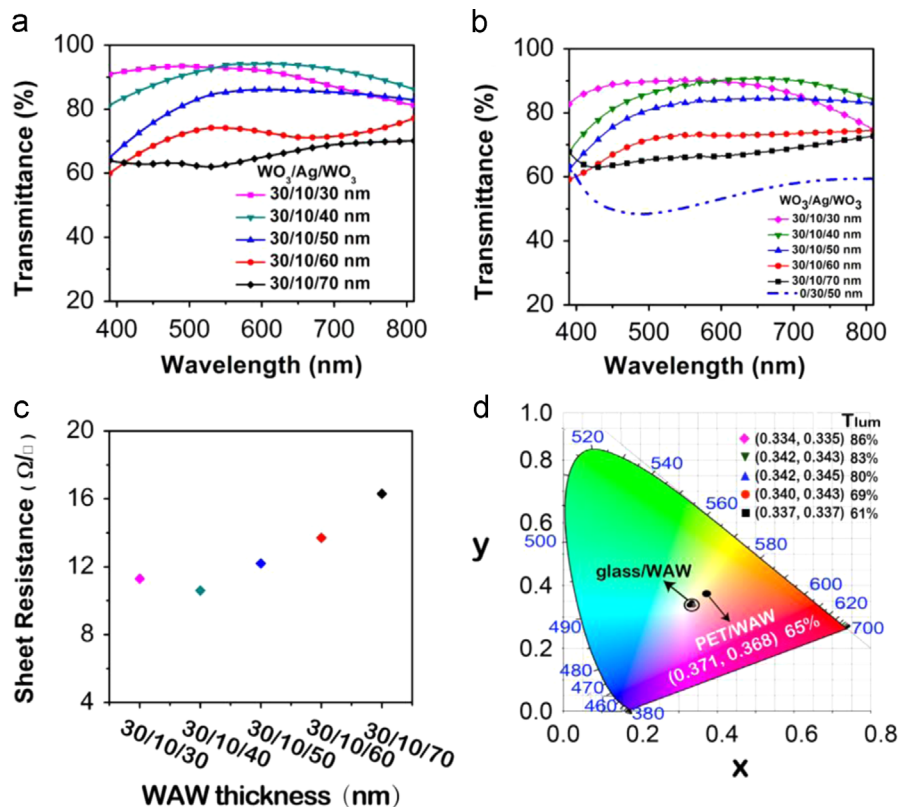 a
100
80
60
40
20
Transmittance (%)
WO3/Ag/WO3
30/10/30 nm
30/10/40 nm
30/10/50 nm
30/10/60 nm
30/10/70 nm
400 500 600 700 800
Wavelength (nm)
b
100
80
60
40
20
Transmittance (%)
WO3/Ag/WO3
30/10/30 nm
30/10/40 nm
30/10/50 nm
30/10/60 nm
30/10/70 nm
0/30/50 nm
400 500 600 700 800
Wavelength (nm)
c
20
16
12
8
4
Sheet Resistance ( Ω/□ )
30/10/30
30/10/40
30/10/50
30/10/60
30/10/70
WAW thickness (nm)
d
1.0
0.8
0.6
0.4
0.2
0.0
y
Tlum
(0.334, 0.335) 86%
(0.342, 0.343) 83%
(0.342, 0.345) 80%
(0.340, 0.343) 69%
(0.337, 0.337) 61%
520
540
560
500
580
glass/WAW
600
620
490
PET/WAW
(0.371, 0.368) 65%
700
480
470
460
380
0.0 0.2 0.4 0.6 0.8
x